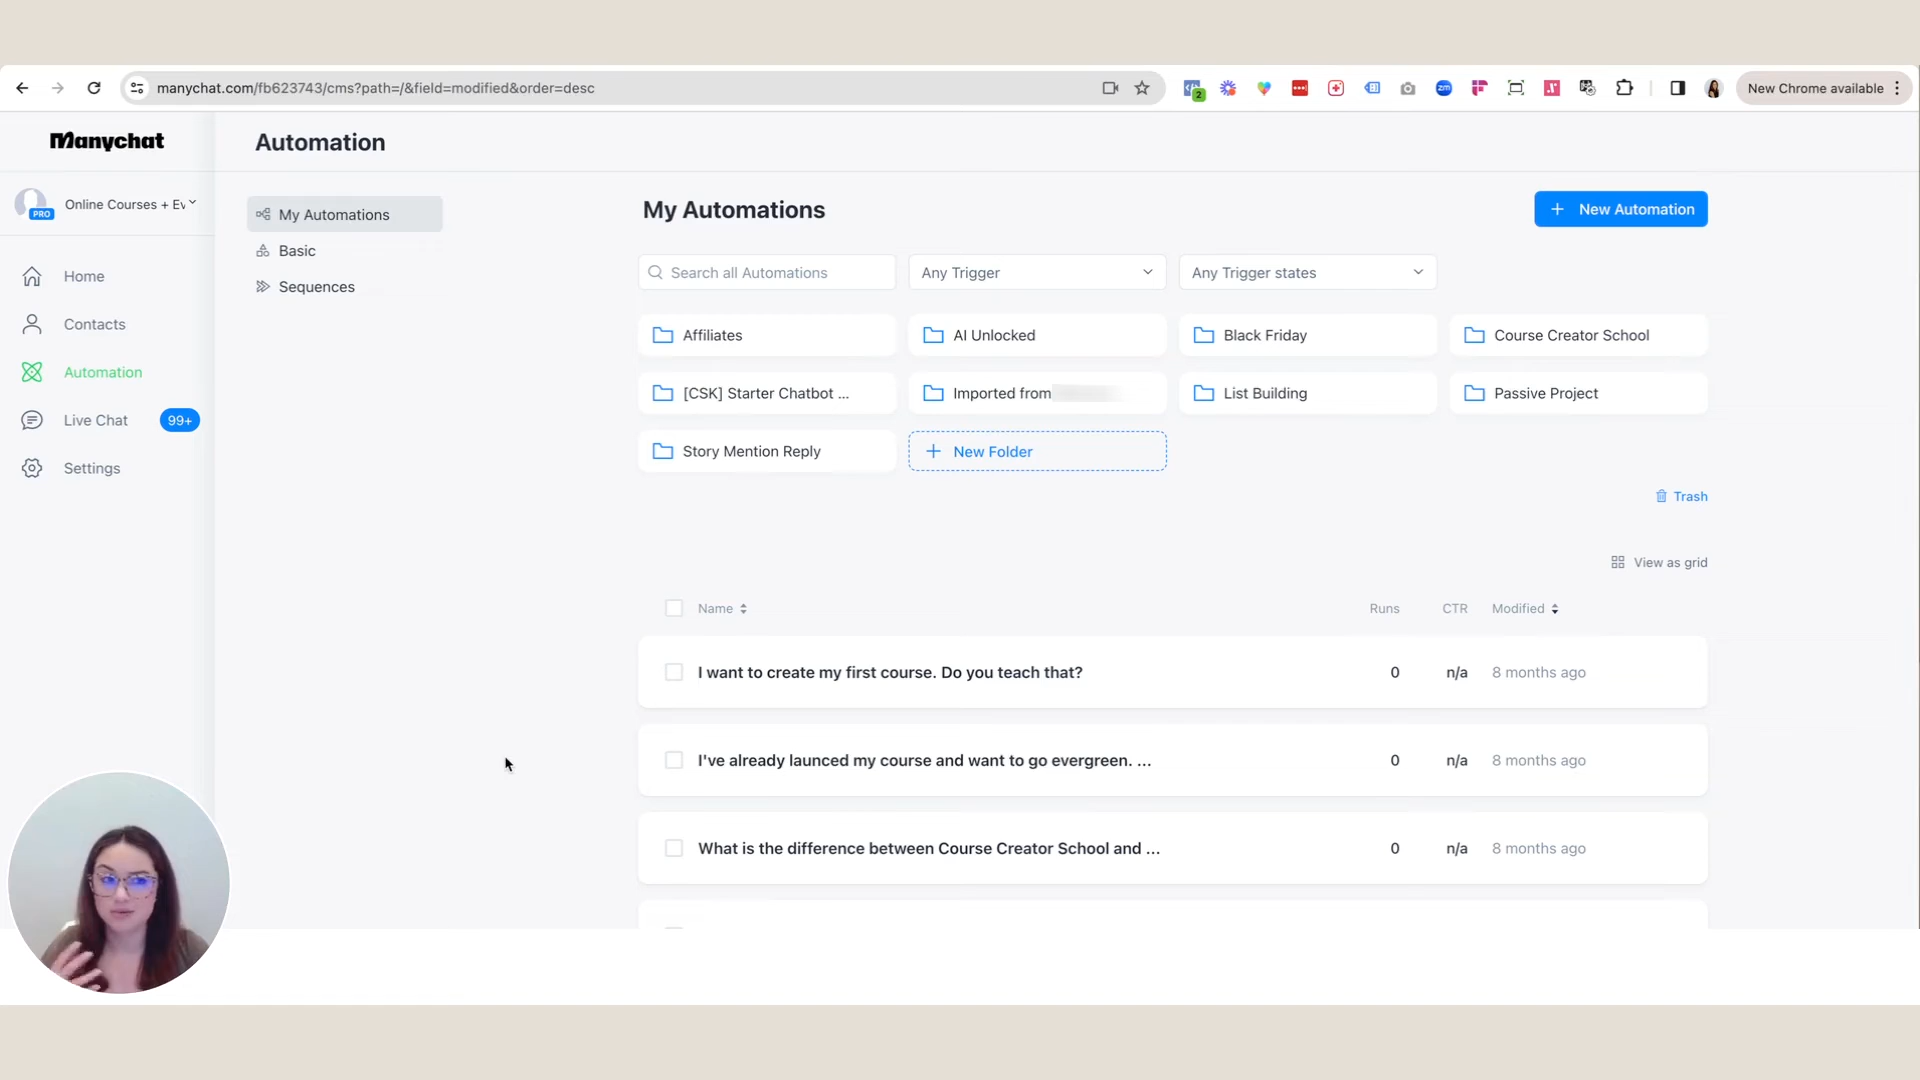 manychat.com/fb623743/cms?path=/&field=modified&order=desc
2
zm
New Chrome available
Manychat
Automation
PRO
Online Courses + Ev
My Automations
Basic
Sequences
Home
Contacts
Automation
Live Chat
99+
Settings
My Automations
+ New Automation
Search all Automations
Any Trigger
Any Trigger states
Affiliates
AI Unlocked
Black Friday
Course Creator School
[CSK] Starter Chatbot ...
Imported from
List Building
Passive Project
Story Mention Reply
+ New Folder
Trash
View as grid
Name
Runs
CTR
Modified
I want to create my first course. Do you teach that?
0
n/a
8 months ago
I've already launced my course and want to go evergreen. ...
0
n/a
8 months ago
What is the difference between Course Creator School and ...
0
n/a
8 months ago